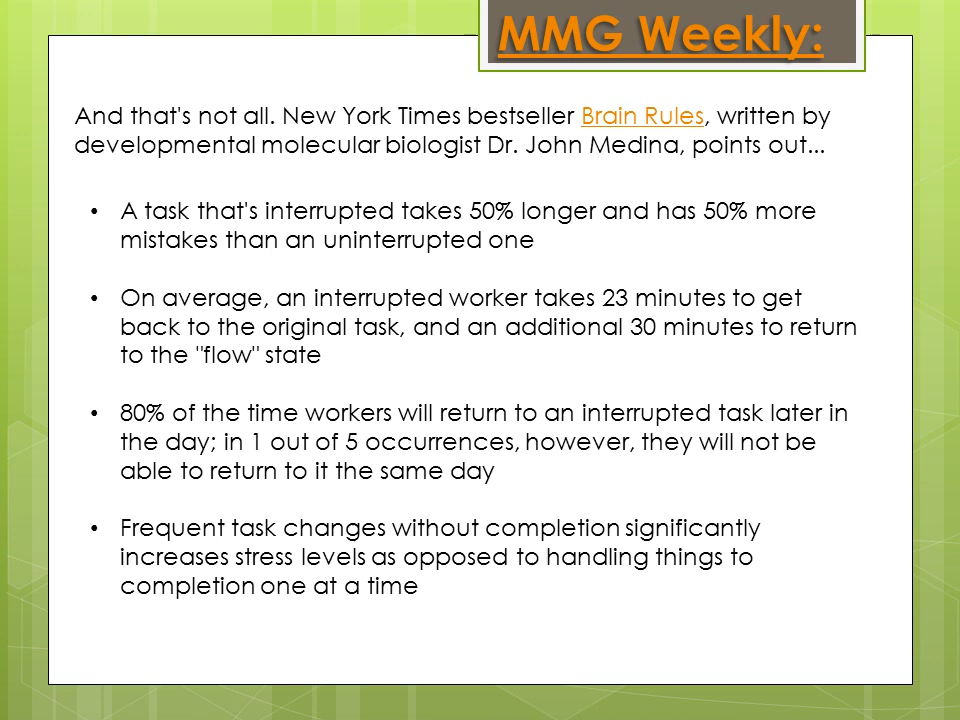 MMG Weekly:
And that's not all. New York Times bestseller Brain Rules, written by
developmental molecular biologist Dr. John Medina, points out...
• A task that's interrupted takes 50% longer and has 50% more
mistakes than an uninterrupted one
• On average, an interrupted worker takes 23 minutes to get
back to the original task, and an additional 30 minutes to return
to the "flow" state
• 80% of the time workers will return to an interrupted task later in
the day; in 1 out of 5 occurrences, however, they will not be
able to return to it the same day
• Frequent task changes without completion significantly
increases stress levels as opposed to handling things to
completion one at a time